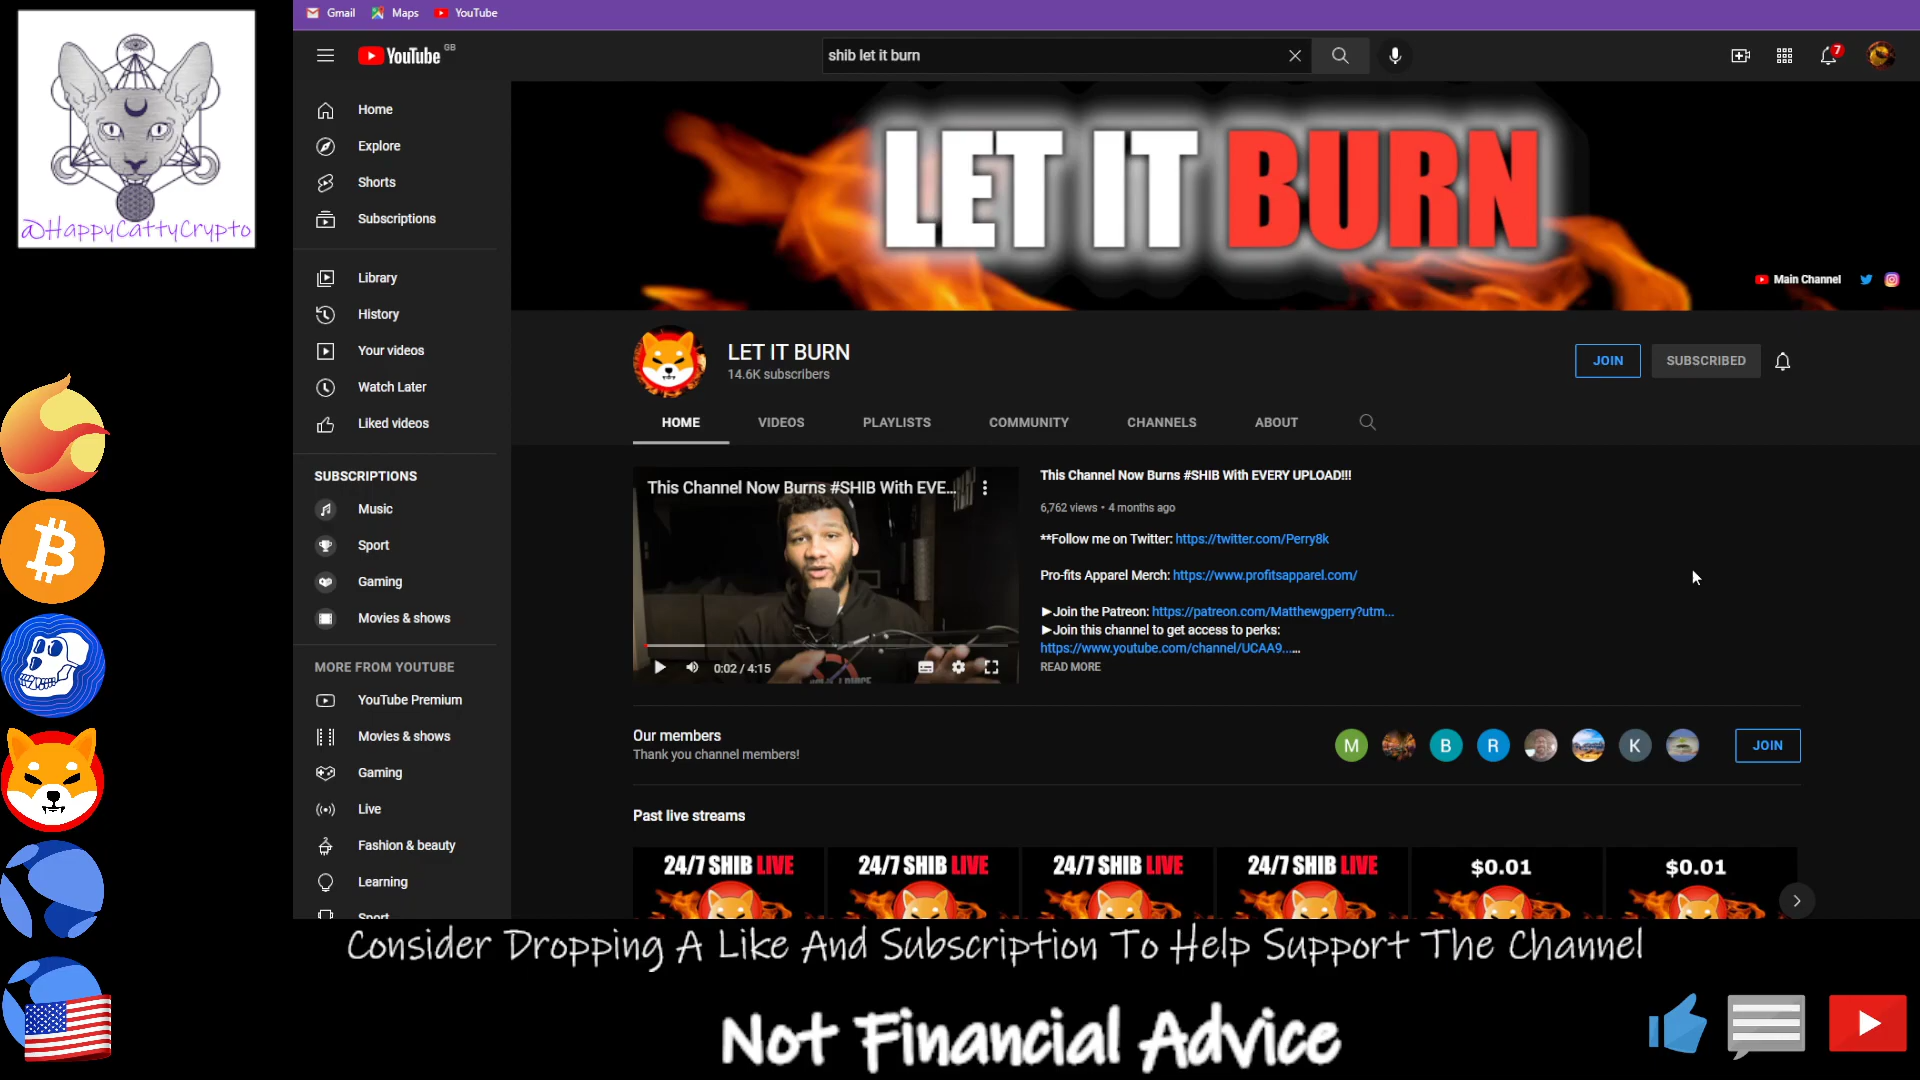 Gmail Maps YouTube
YouTube GB
shib let it burn
7
@HappyCattyCrypto
Home
Explore
Shorts
Subscriptions
Library
History
Your videos
Watch Later
Liked videos
SUBSCRIPTIONS
Music
Sport
Gaming
Movies & shows
MORE FROM YOUTUBE
YouTube Premium
Movies & shows
Gaming
Live
Fashion & beauty
Learning
Sport
LET IT BURN
Main Channel
LET IT BURN
14.6K subscribers
JOIN SUBSCRIBED
HOME VIDEOS PLAYLISTS COMMUNITY CHANNELS ABOUT
This Channel Now Burns #SHIB With EVE...
0:02 / 4:15
This Channel Now Burns #SHIB With EVERY UPLOAD!!!
6,762 views • 4 months ago
**Follow me on Twitter: https://twitter.com/Perry8k
Pro-fits Apparel Merch: https://www.profitsapparel.com/
►Join the Patreon: https://patreon.com/Matthewgperry?utm...
►Join this channel to get access to perks:
https://www.youtube.com/channel/UCAA9......
READ MORE
Our members
Thank you channel members!
M B R K
JOIN
Past live streams
24/7 SHIB LIVE 24/7 SHIB LIVE 24/7 SHIB LIVE 24/7 SHIB LIVE $0.01 $0.01
Consider Dropping A Like And Subscription To Help Support The Channel
Not Financial Advice